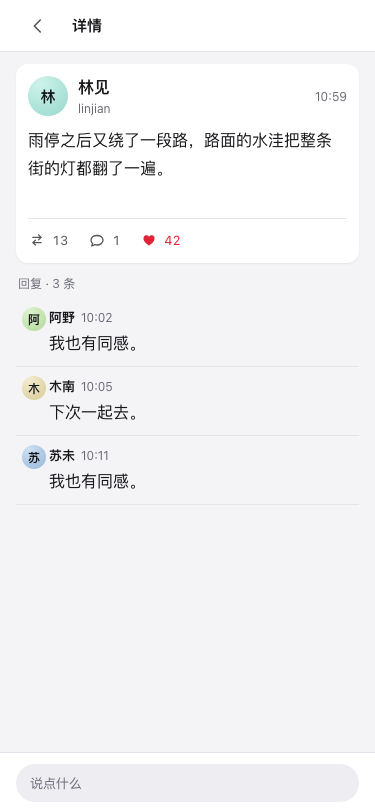 详情
林
林见
linjian
10:59
雨停之后又绕了一段路，路面的水洼把整条
街的灯都翻了一遍。
13 1 42
回复 · 3 条
阿
阿野 10:02
我也有同感。
木
木南 10:05
下次一起去。
苏
苏未 10:11
我也有同感。
说点什么